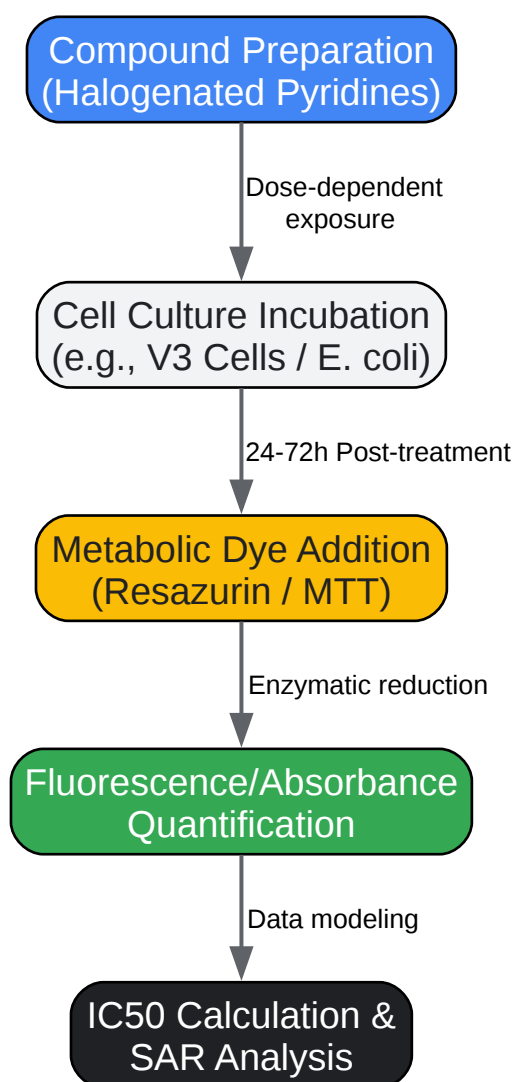 Compound Preparation
(Halogenated Pyridines)
Dose-dependent
exposure
Cell Culture Incubation
(e.g., V3 Cells / E. coli)
24-72h Post-treatment
Metabolic Dye Addition
(Resazurin / MTT)
Enzymatic reduction
Fluorescence/Absorbance
Quantification
Data modeling
IC50 Calculation &
SAR Analysis